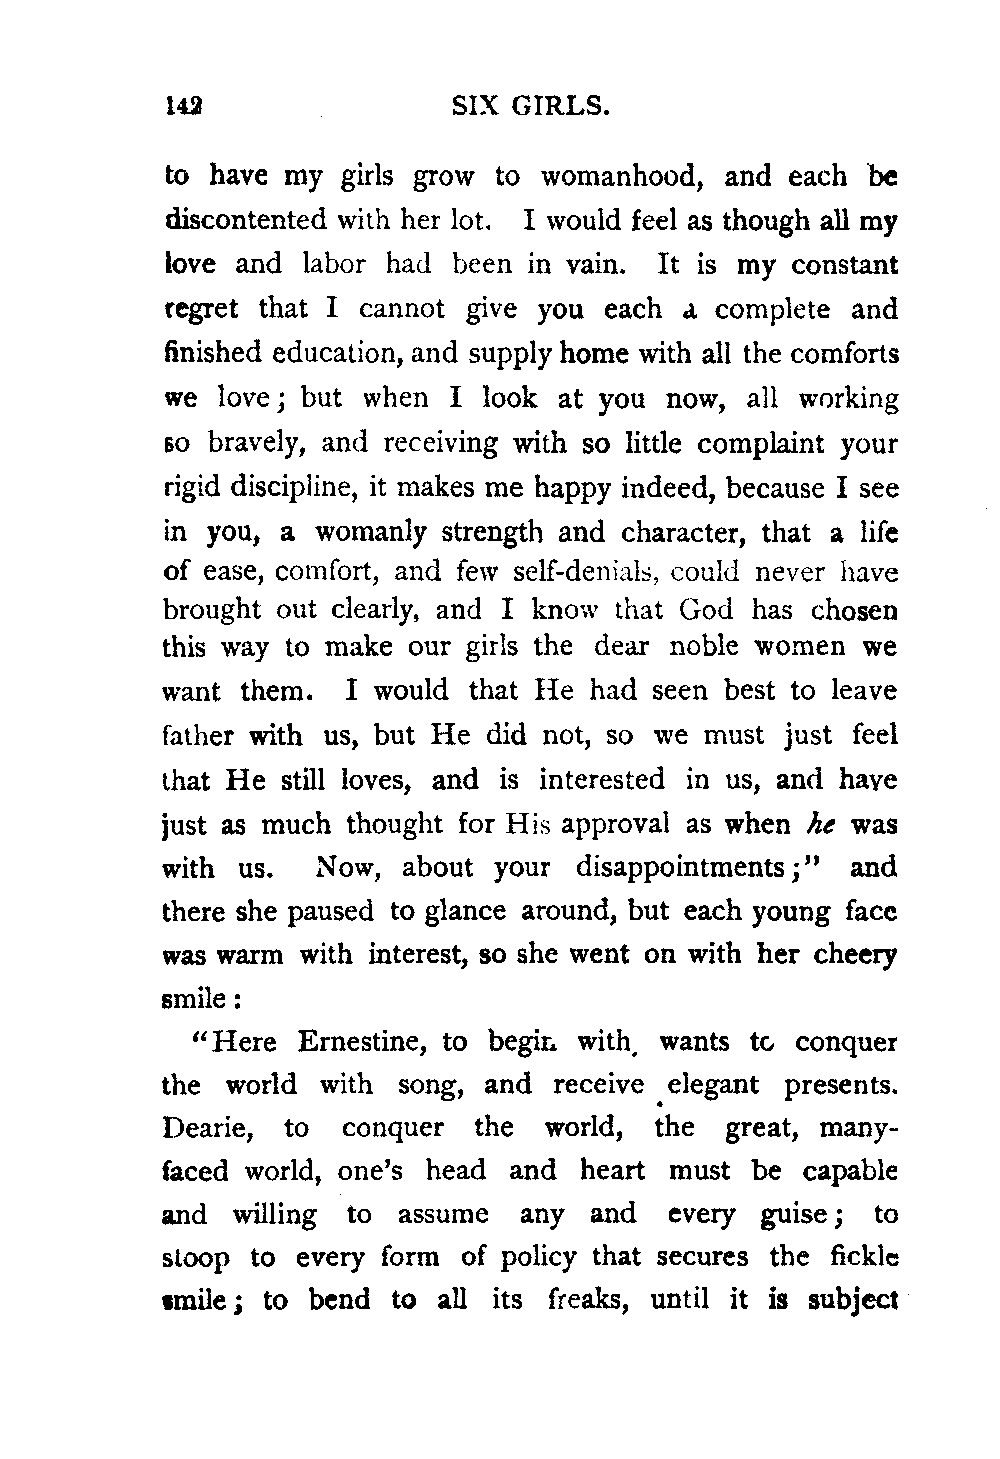 142 SIX GIRLS.
to have my girls grow to womanhood, and each be
discontented with her lot. I would feel as though all my
love and labor had been in vain. It is my constant
regret that I cannot give you each a complete and
finished education, and supply home with all the comforts
we love; but when I look at you now, all working
so bravely, and receiving with so little complaint your
rigid discipline, it makes me happy indeed, because I see
in you, a womanly strength and character, that a life
of ease, comfort, and few self-denials, could never have
brought out clearly, and I know that God has chosen
this way to make our girls the dear noble women we
want them. I would that He had seen best to leave
father with us, but He did not, so we must just feel
that He still loves, and is interested in us, and have
just as much thought for His approval as when he was
with us. Now, about your disappointments;" and
there she paused to glance around, but each young face
was warm with interest, so she went on with her cheery
smile:
"Here Ernestine, to begin with, wants to conquer
the world with song, and receive elegant presents.
Dearie, to conquer the world, the great, many-
faced world, one's head and heart must be capable
and willing to assume any and every guise; to
stoop to every form of policy that secures the fickle
smile; to bend to all its freaks, until it is subject